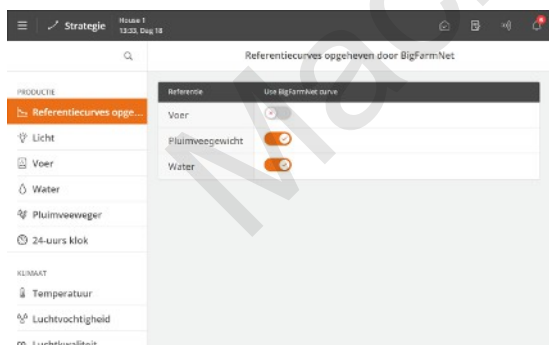 Strategie
House 1
13:33, Dag 18
Referentiecurves opgeheven door BigFarmNet
PRODUCTIE
Referentiecurves opge...
Licht
Voer
Water
Pluimveeweger
24-uurs klok
KLIMAAT
Temperatuur
Luchtvochtigheid
Luchtkwaliteit
Referentie
Use BigFarmNet curve
Voer
Pluimveegewicht
Water